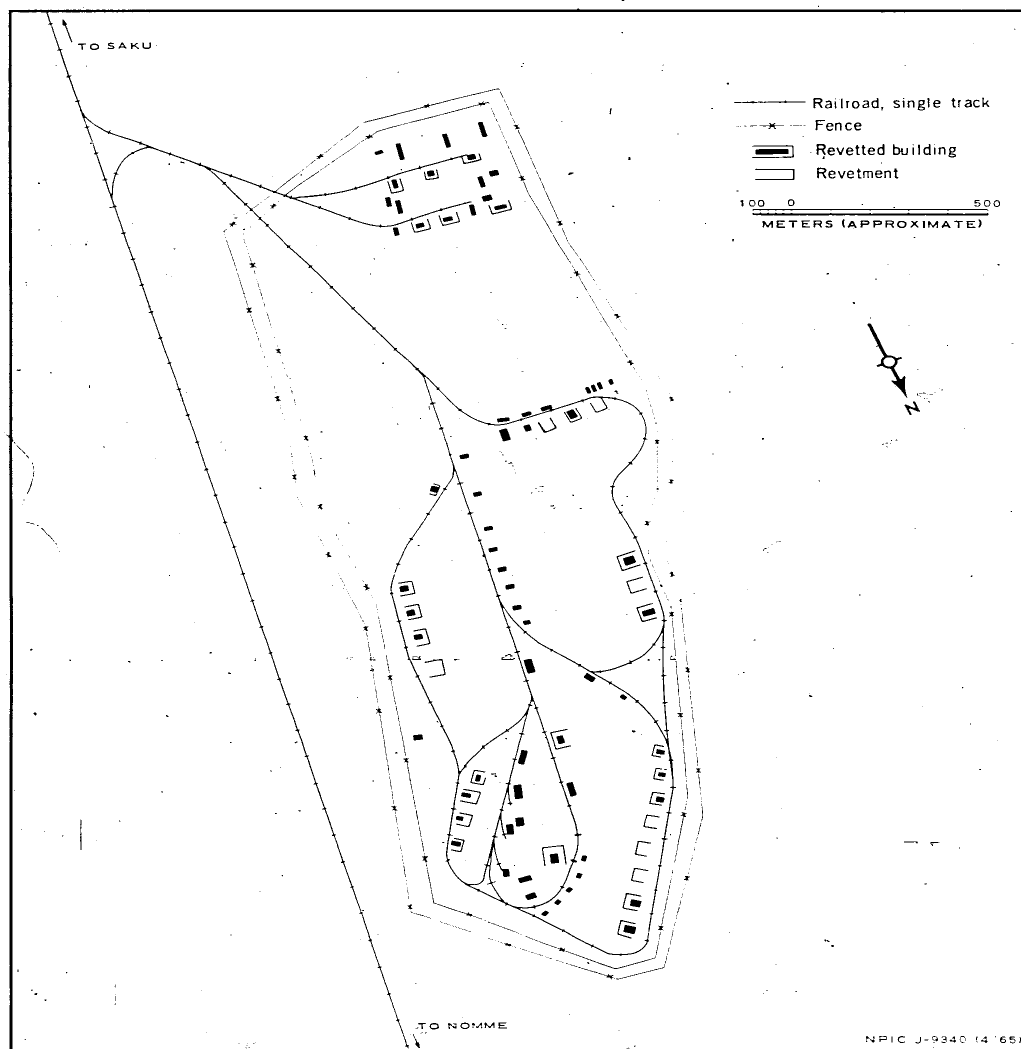 TO SAKU
Railroad, single track
Fence
Revetted building
Revetment
100 0 500
METERS (APPROXIMATE)
N
TO NOMME
NPIC J-9340 (4/65)